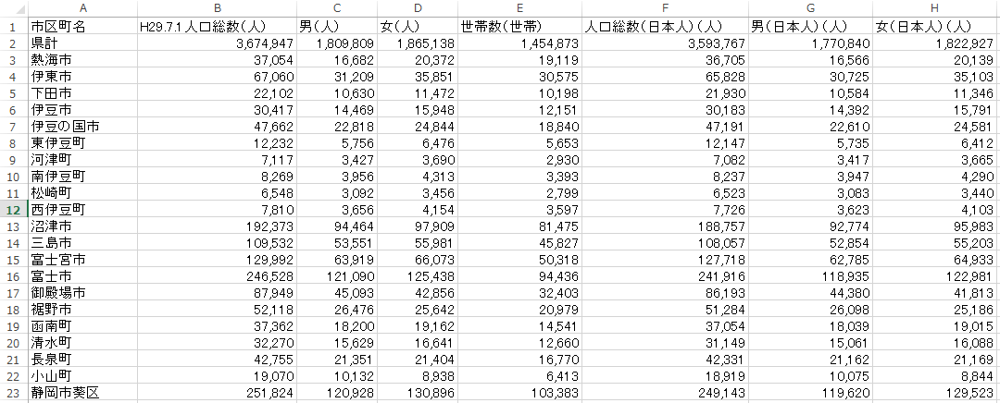 A B C D E F G H
1 市区町名 H29.7.1人口総数(人) 男(人) 女(人) 世帯数(世帯) 人口総数(日本人)(人) 男(日本人)(人) 女(日本人)(人)
2 県計 3,674,947 1,809,809 1,865,138 1,454,873 3,593,767 1,770,840 1,822,927
3 熱海市 37,054 16,682 20,372 19,119 36,705 16,566 20,139
4 伊東市 67,060 31,209 35,851 30,575 65,828 30,725 35,103
5 下田市 22,102 10,630 11,472 10,198 21,930 10,584 11,346
6 伊豆市 30,417 14,469 15,948 12,151 30,183 14,392 15,791
7 伊豆の国市 47,662 22,818 24,844 18,840 47,191 22,610 24,581
8 東伊豆町 12,232 5,756 6,476 5,653 12,147 5,735 6,412
9 河津町 7,117 3,427 3,690 2,930 7,082 3,417 3,665
10 南伊豆町 8,269 3,956 4,313 3,393 8,237 3,947 4,290
11 松崎町 6,548 3,092 3,456 2,799 6,523 3,083 3,440
12 西伊豆町 7,810 3,656 4,154 3,597 7,726 3,623 4,103
13 沼津市 192,373 94,464 97,909 81,475 188,757 92,774 95,983
14 三島市 109,532 53,551 55,981 45,827 108,057 52,854 55,203
15 富士宮市 129,992 63,919 66,073 50,318 127,718 62,785 64,933
16 富士市 246,528 121,090 125,438 94,436 241,916 118,935 122,981
17 御殿場市 87,949 45,093 42,856 32,403 86,193 44,380 41,813
18 裾野市 52,118 26,476 25,642 20,979 51,284 26,098 25,186
19 函南町 37,362 18,200 19,162 14,541 37,054 18,039 19,015
20 清水町 32,270 15,629 16,641 12,660 31,149 15,061 16,088
21 長泉町 42,755 21,351 21,404 16,770 42,331 21,162 21,169
22 小山町 19,070 10,132 8,938 6,413 18,919 10,075 8,844
23 静岡市葵区 251,824 120,928 130,896 103,383 249,143 119,620 129,523